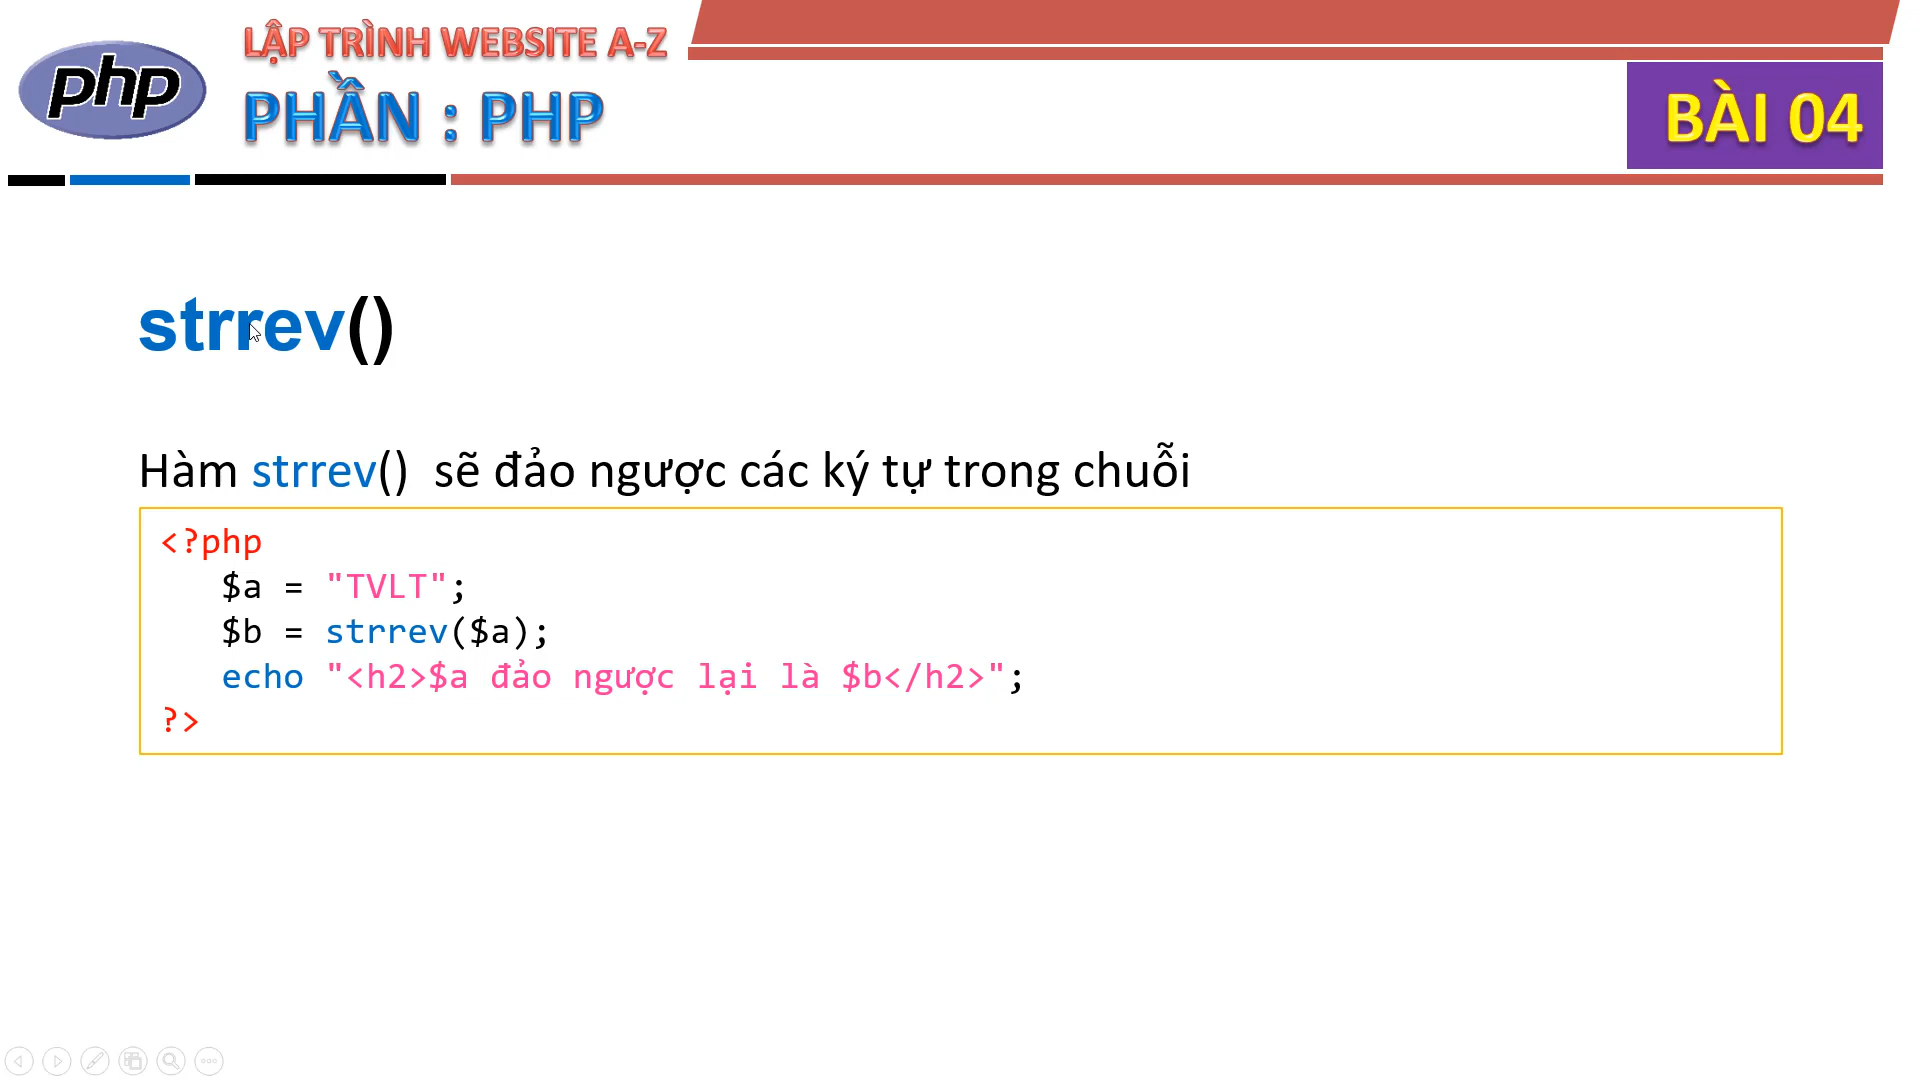 php
LẬP TRÌNH WEBSITE A-Z
PHẦN : PHP
BÀI 04
strrev()
Hàm strrev() sẽ đảo ngược các ký tự trong chuỗi
<?php
$a = "TVLT";
$b = strrev($a);
echo "<h2>$a đảo ngược lại là $b</h2>";
?>